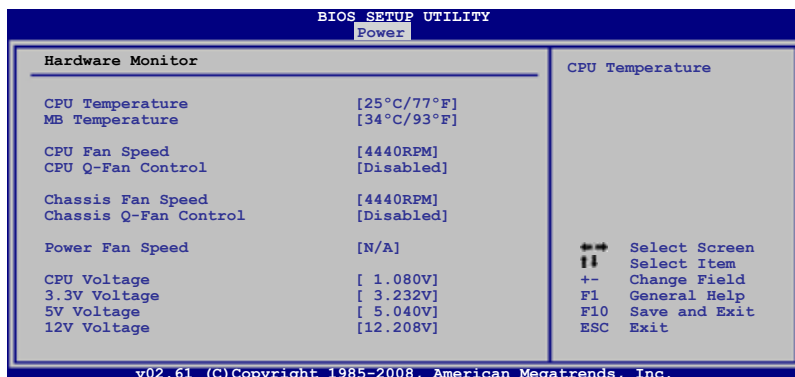 BIOS SETUP UTILITY
Power
Hardware Monitor
CPU Temperature [25°C/77°F]
MB Temperature [34°C/93°F]
CPU Fan Speed [4440RPM]
CPU Q-Fan Control [Disabled]
Chassis Fan Speed [4440RPM]
Chassis Q-Fan Control [Disabled]
Power Fan Speed [N/A]
CPU Voltage [ 1.080V]
3.3V Voltage [ 3.232V]
5V Voltage [ 5.040V]
12V Voltage [12.208V]
CPU Temperature
←→ Select Screen
↑↓ Select Item
+- Change Field
F1 General Help
F10 Save and Exit
ESC Exit
v02.61 (C)Copyright 1985-2008, American Megatrends, Inc.